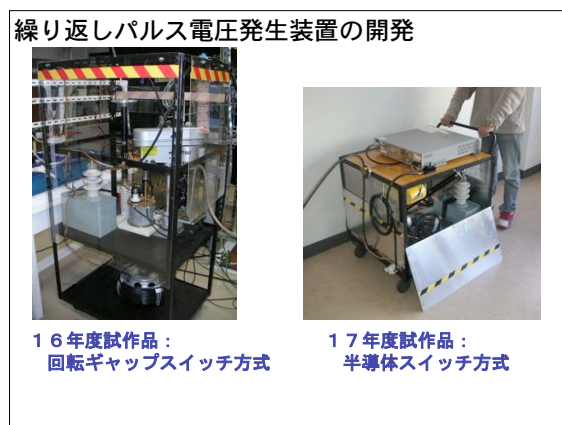 繰り返しパルス電圧発生装置の開発
１６年度試作品：
回転ギャップスイッチ方式
１７年度試作品：
半導体スイッチ方式